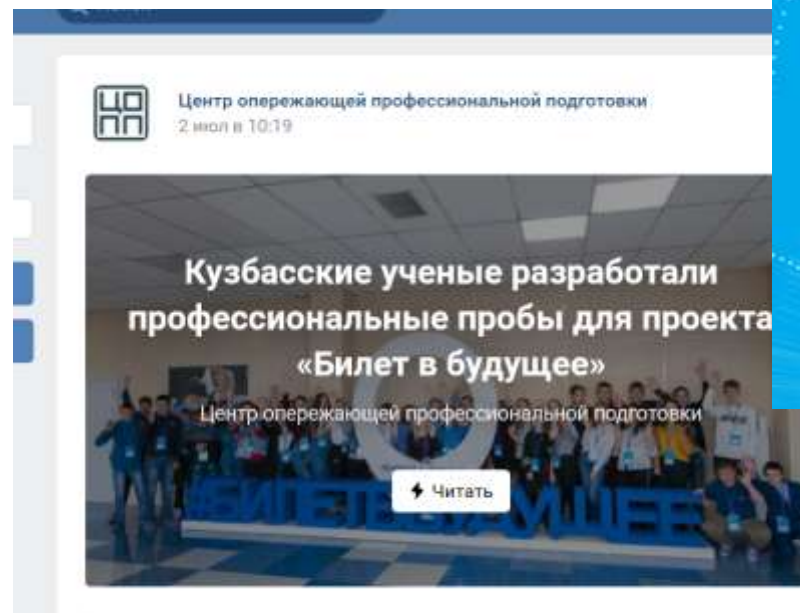 ЦО
ПП
Центр опережающей профессиональной подготовки
2 июл в 10:19
Кузбасские ученые разработали
профессиональные пробы для проекта
«Билет в будущее»
Центр опережающей профессиональной подготовки
Читать
#БИЛЕТВБУДУЩЕЕ